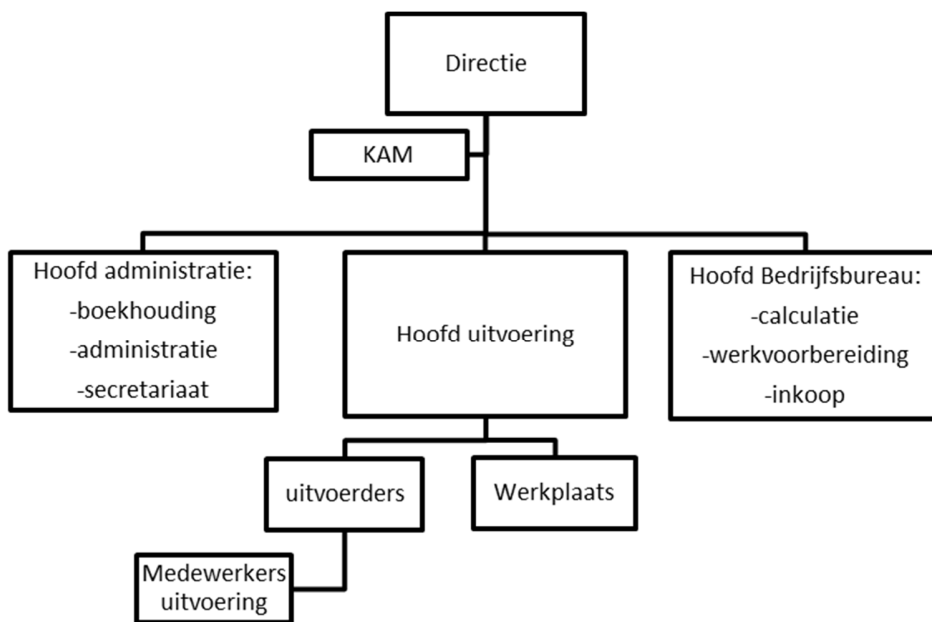 Directie
KAM
Hoofd administratie:
-boekhouding
-administratie
-secretariaat
Hoofd uitvoering
Hoofd Bedrijfsbureau:
-calculatie
-werkvoorbereiding
-inkoop
uitvoerders
Werkplaats
Medewerkers
uitvoering